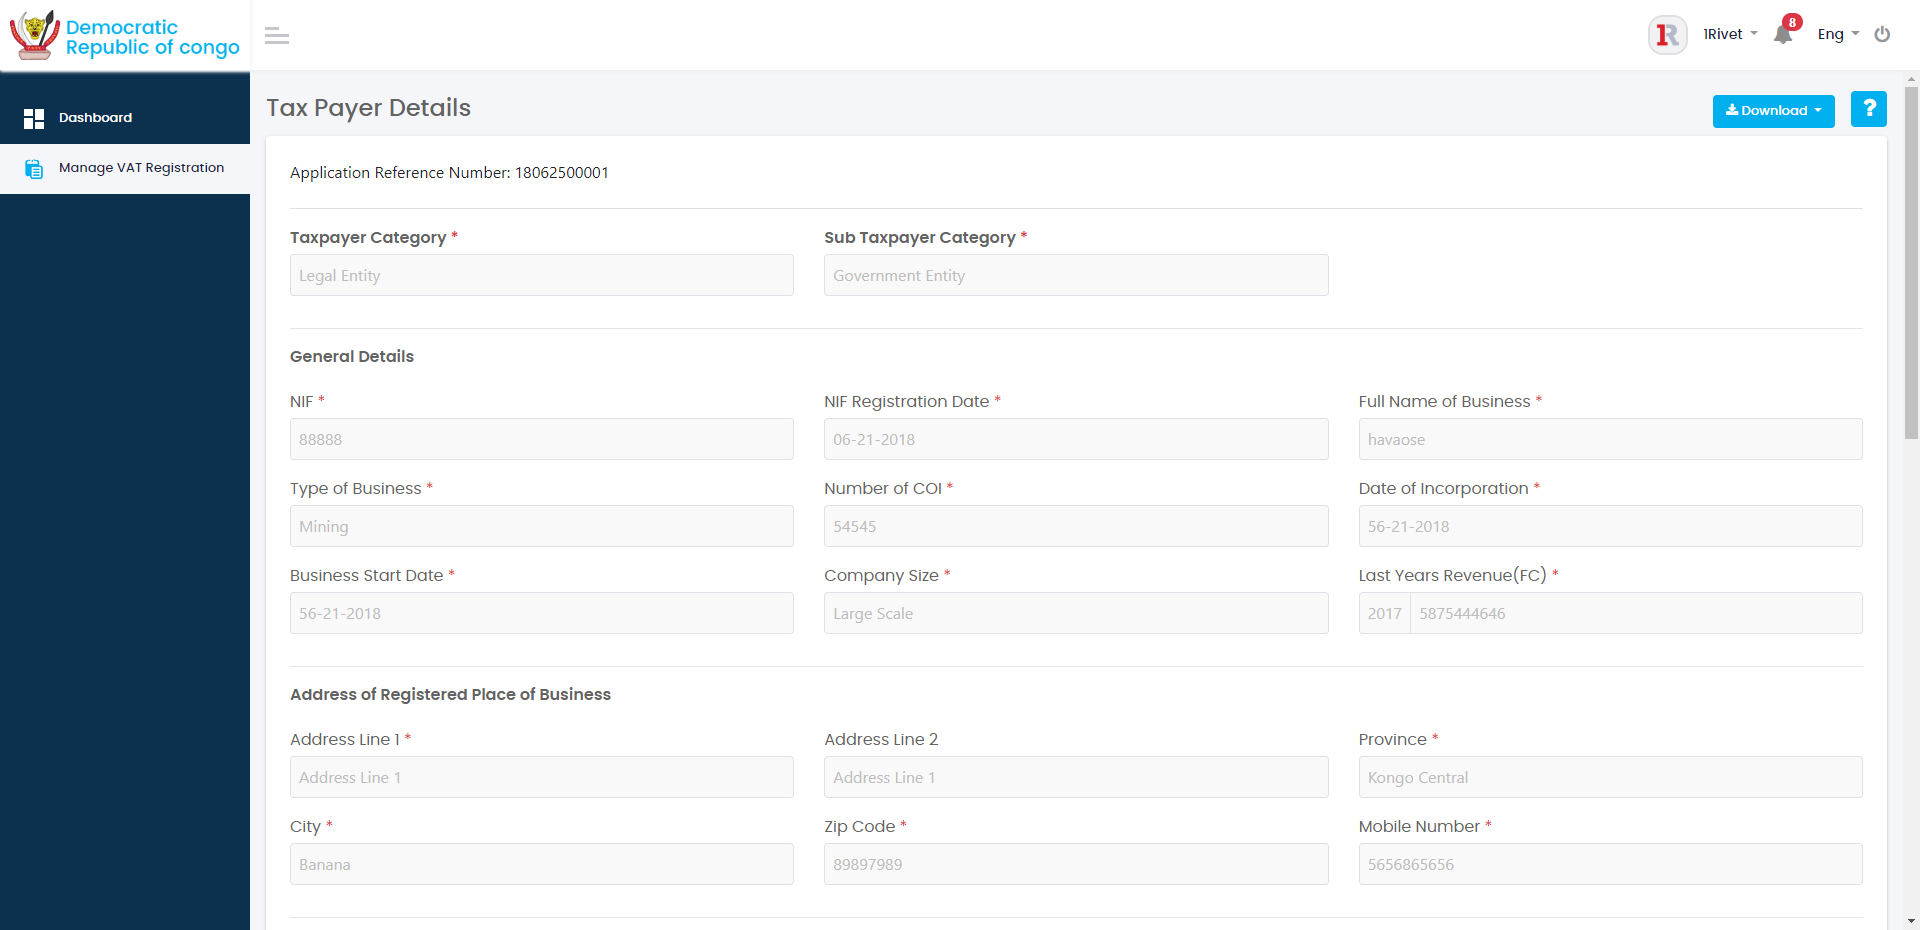 Democratic
Republic of congo
1R
1Rivet
8
Eng
Dashboard
Manage VAT Registration
Tax Payer Details
Download
?
Application Reference Number: 18062500001
Taxpayer Category *
Sub Taxpayer Category *
Legal Entity
Government Entity
General Details
NIF *
NIF Registration Date *
Full Name of Business *
88888
06-21-2018
havaose
Type of Business *
Number of COI *
Date of Incorporation *
Mining
54545
56-21-2018
Business Start Date *
Company Size *
Last Years Revenue(FC) *
56-21-2018
Large Scale
2017 5875444646
Address of Registered Place of Business
Address Line 1 *
Address Line 2
Province *
Address Line 1
Address Line 1
Kongo Central
City *
Zip Code *
Mobile Number *
Banana
89897989
5656865656